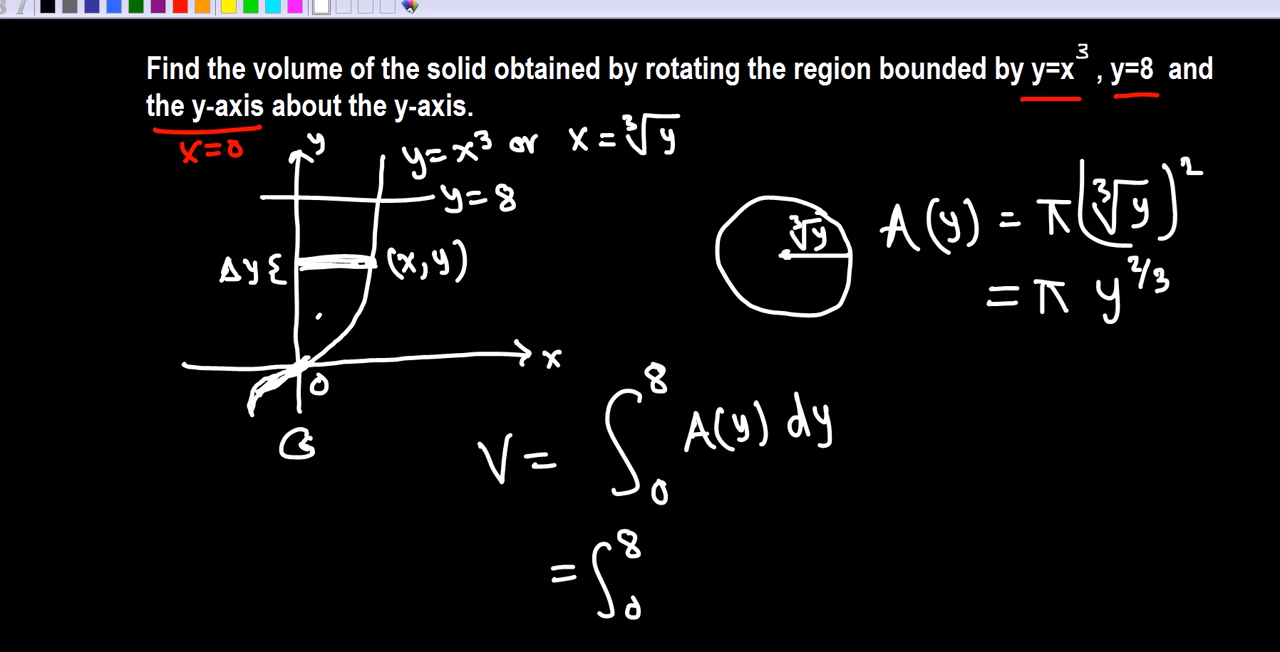 Find the volume of the solid obtained by rotating the region bounded by y=x³ , y=8 and
the y-axis about the y-axis.
x=0
y
y=x³ or x=∛y
y=8
Δy{
(x,y)
x
0
∛y
A(y) = π(∛y)²
= π y^{2/3}
V= ∫₀⁸ A(y) dy
= ∫₀⁸